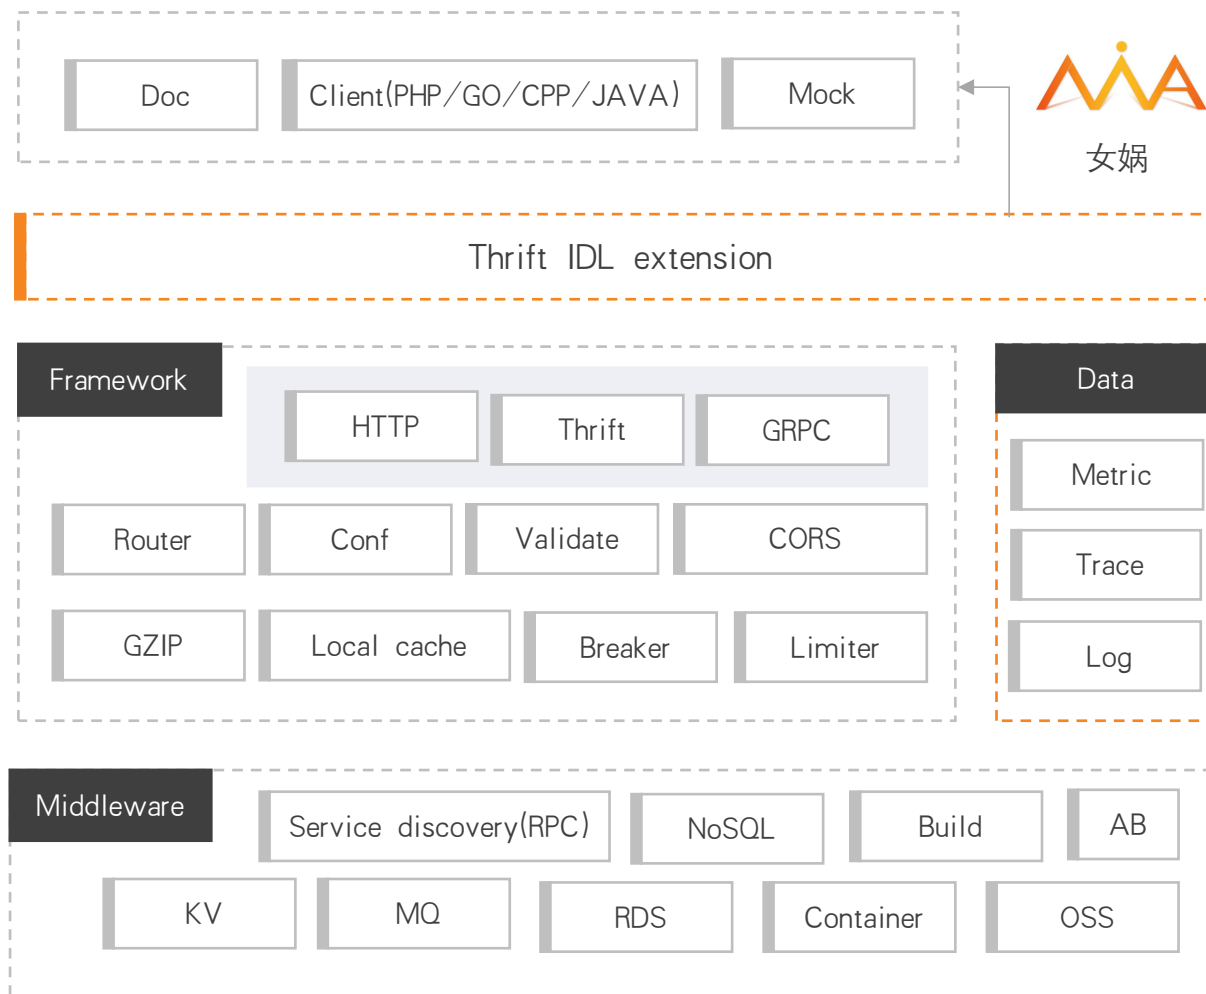 Doc
Client(PHP/GO/CPP/JAVA)
Mock
女娲
Thrift IDL extension
Framework
HTTP
Thrift
GRPC
Router
Conf
Validate
CORS
GZIP
Local cache
Breaker
Limiter
Data
Metric
Trace
Log
Middleware
Service discovery(RPC)
NoSQL
Build
AB
KV
MQ
RDS
Container
OSS